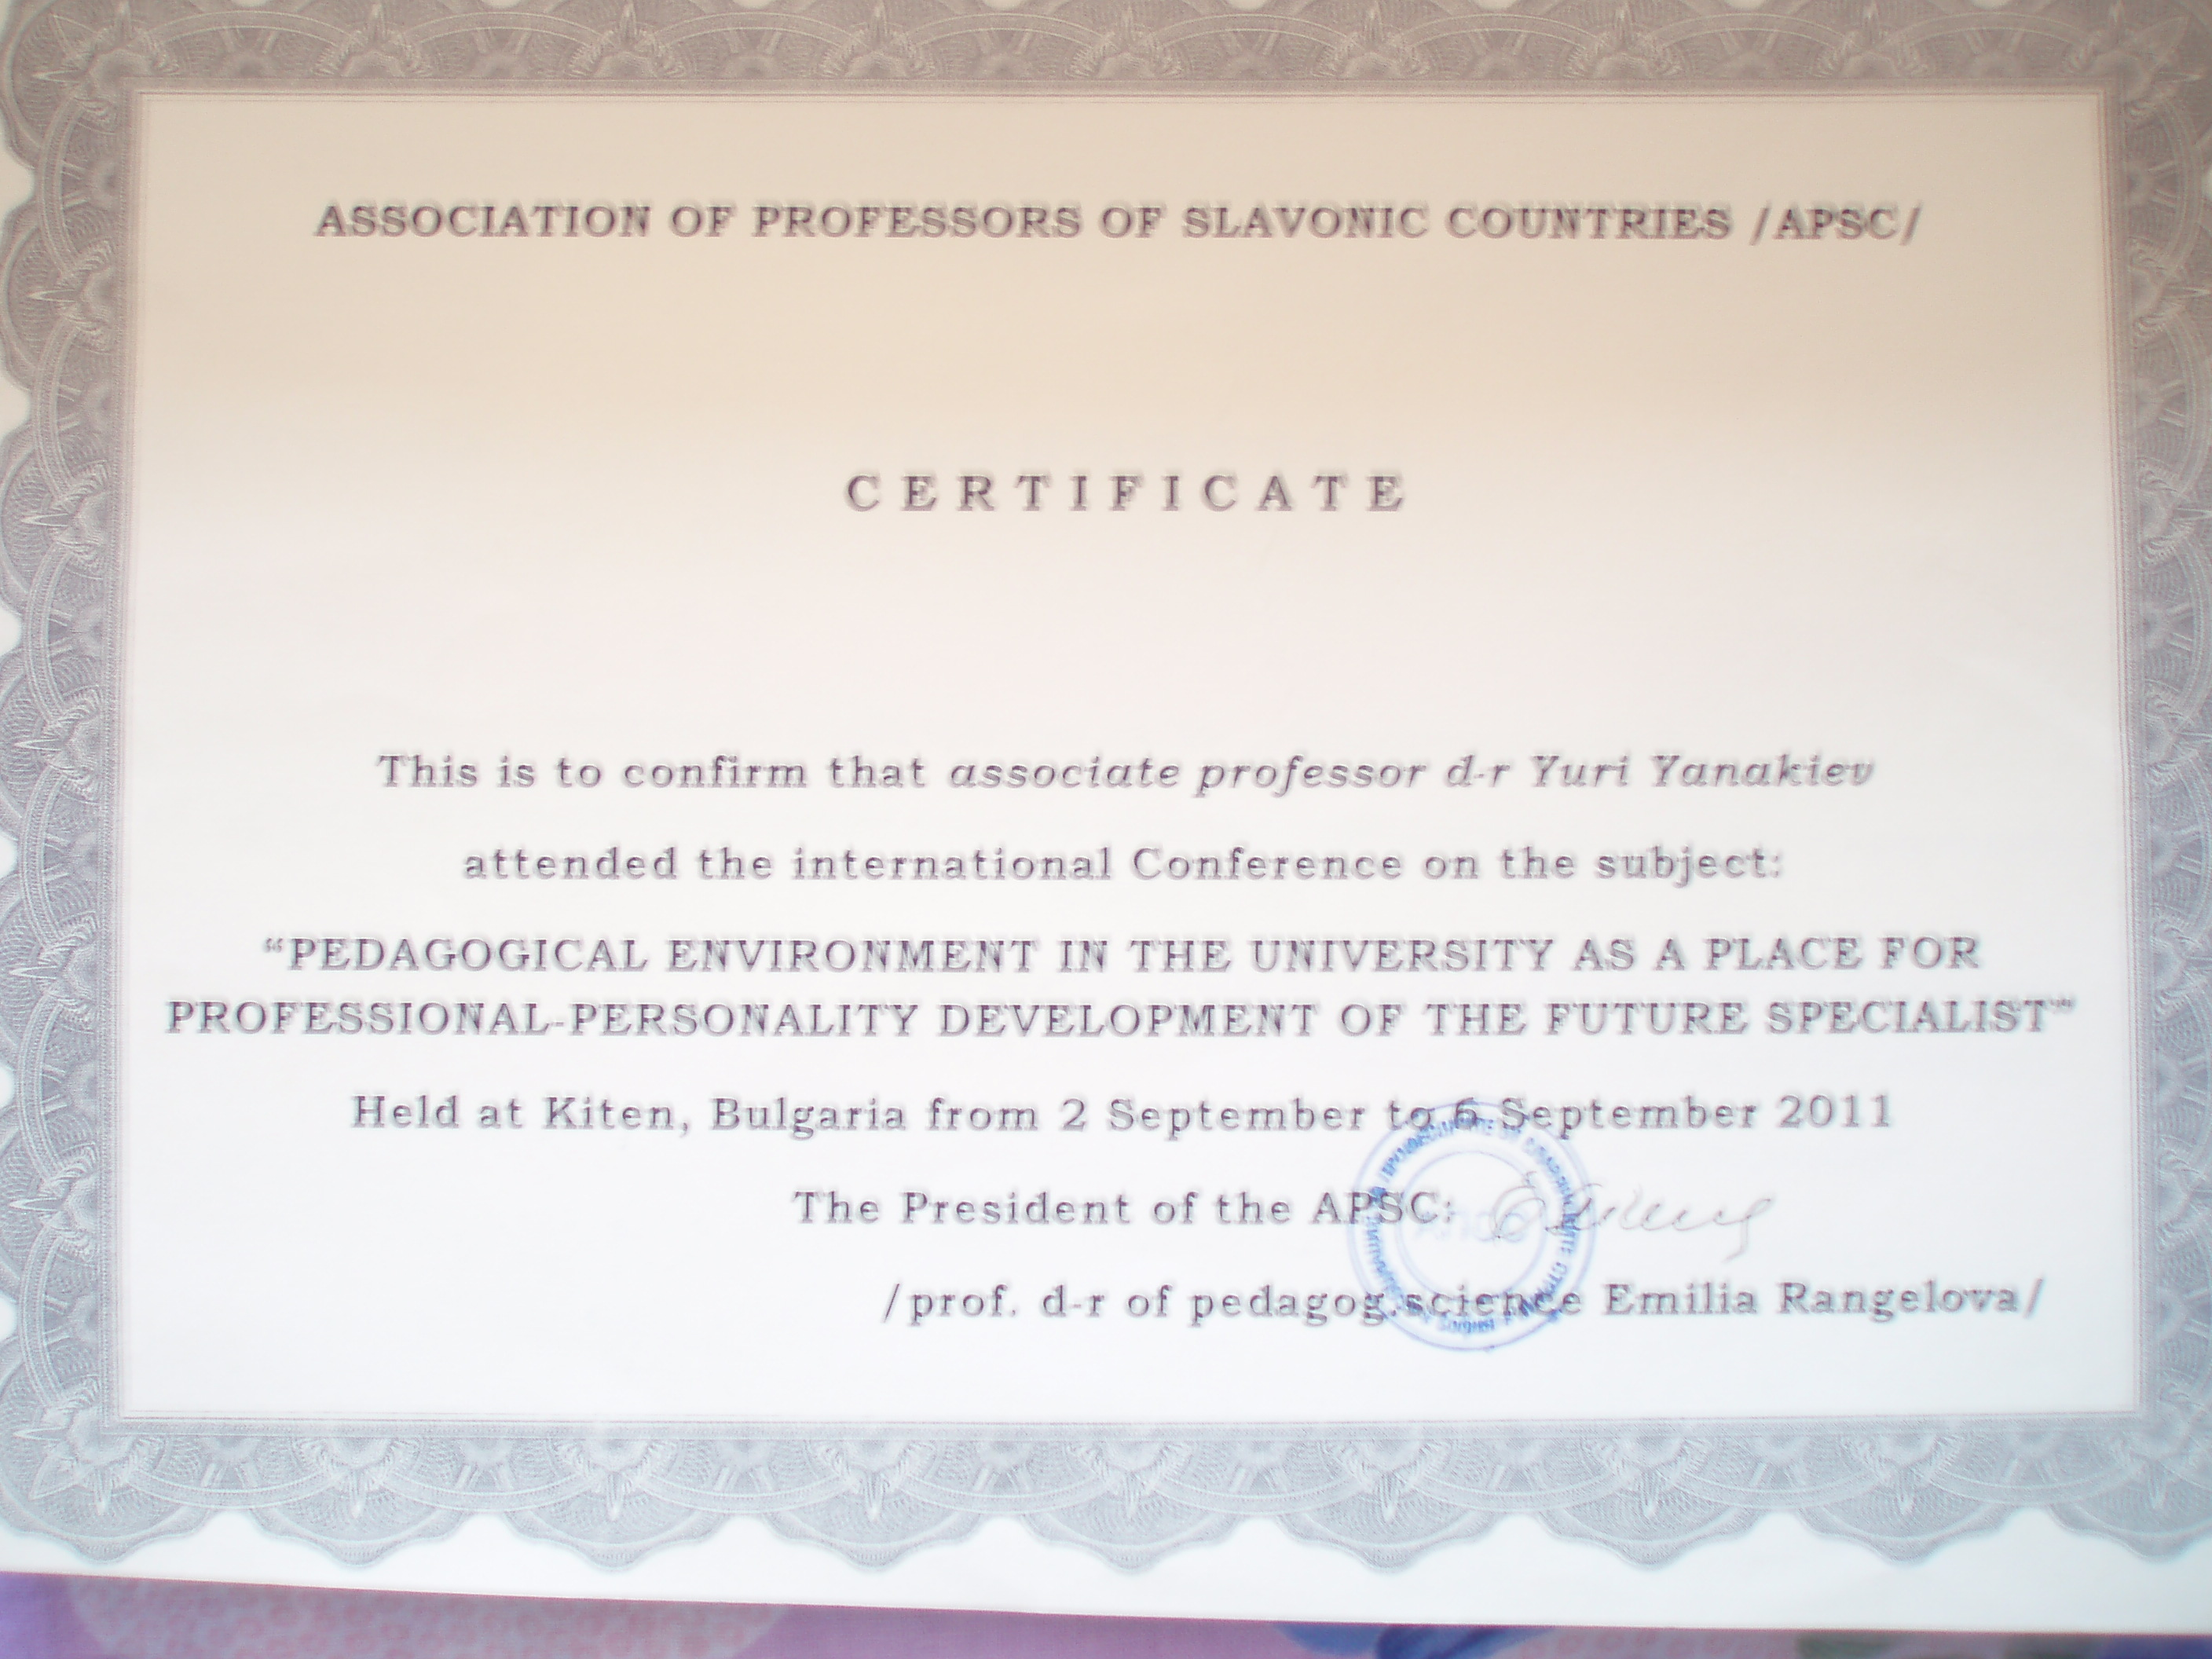 ASSOCIATION OF PROFESSORS OF SLAVONIC COUNTRIES /APSC/
CERTIFICATE
This is to confirm that associate professor d-r Yuri Yanakiev
attended the international Conference on the subject:
“PEDAGOGICAL ENVIRONMENT IN THE UNIVERSITY AS A PLACE FOR
PROFESSIONAL-PERSONALITY DEVELOPMENT OF THE FUTURE SPECIALIST”
Held at Kiten, Bulgaria from 2 September to 6 September 2011
The President of the APSC:
/prof. d-r of pedagog.science Emilia Rangelova/